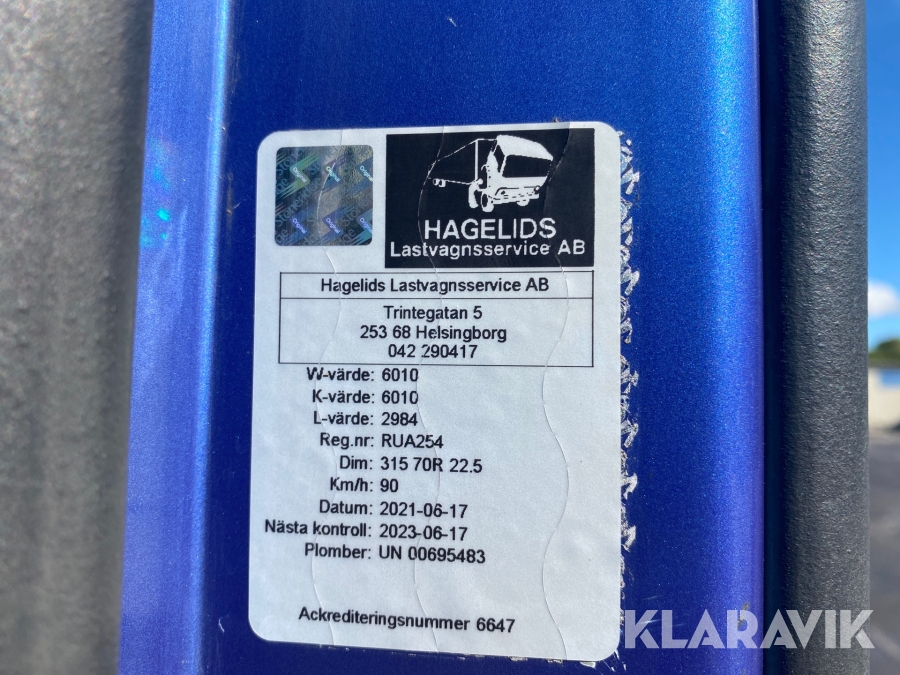 HAGELIDS
Lastvagnsservice AB
Hagelids Lastvagnsservice AB
Trintegatan 5
253 68 Helsingborg
042 290417
W-värde: 6010
K-värde: 6010
L-värde: 2984
Reg.nr: RUA254
Dim: 315 70R 22.5
Km/h: 90
Datum: 2021-06-17
Nästa kontroll: 2023-06-17
Plomber: UN 00695483
Ackrediteringsnummer 6647
KLARAVIK